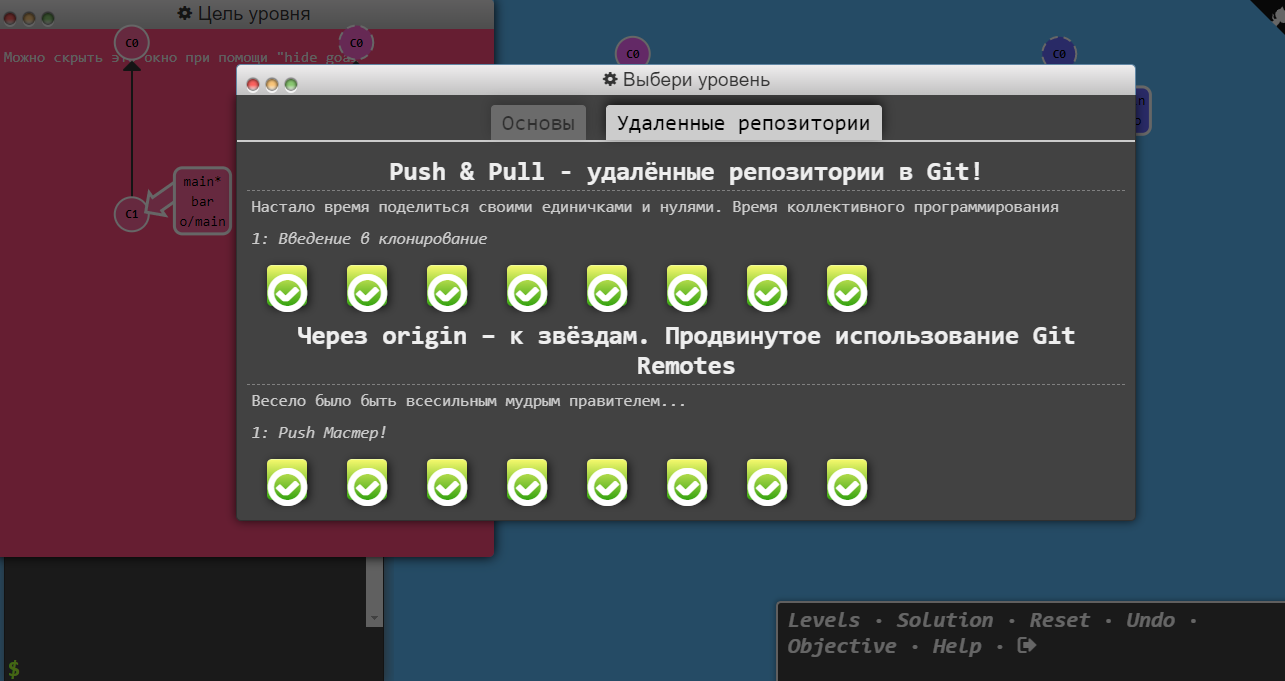 Цель уровня
C0
C0
Можно скрыть это окно при помощи "hide goa
C0
C0
Выбери уровень
Основы
Удаленные репозитории
Push & Pull - удалённые репозитории в Git!
main*
bar
o/main
C1
Настало время поделиться своими единичками и нулями. Время коллективного программирования
1: Введение в клонирование
Через origin – к звёздам. Продвинутое использование Git
Remotes
Весело было быть всесильным мудрым правителем...
1: Push Мастер!
Levels · Solution · Reset · Undo ·
Objective · Help ·
$